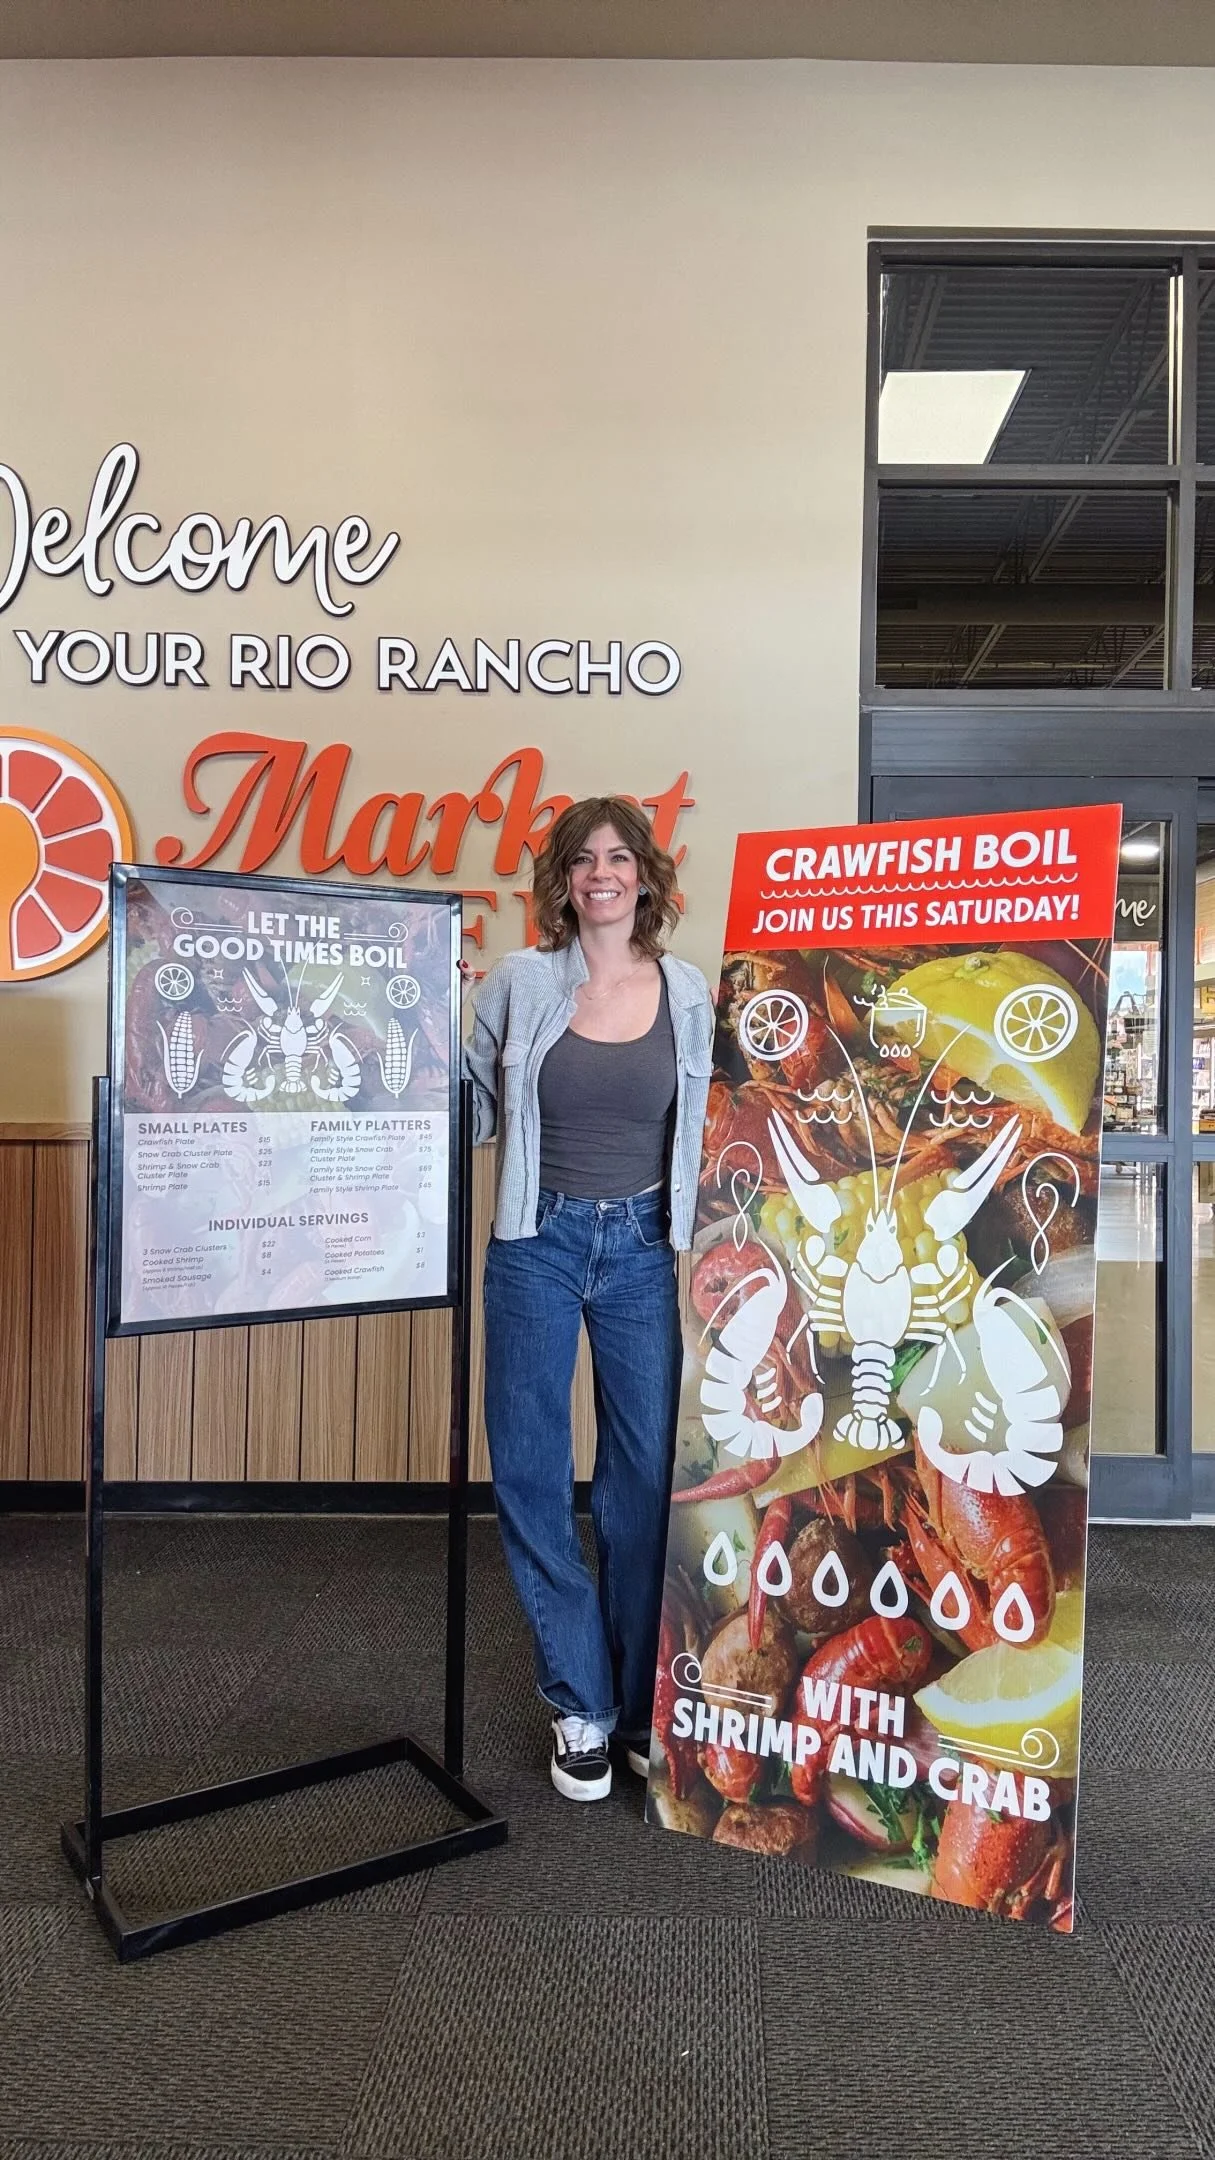 Welcome
YOUR RIO RANCHO
Market
LET THE
GOOD TIMES BOIL
SMALL PLATES
Crawfish Plate $15
Snow Crab Cluster Plate $25
Shrimp & Snow Crab $23
Cluster Plate
Shrimp Plate $15
FAMILY PLATTERS
Family Style Crawfish Plate $45
Family Style Snow Crab $75
Cluster Plate
Family Style Snow Crab $69
Cluster & Shrimp Plate
Family Style Shrimp Plate $45
INDIVIDUAL SERVINGS
3 Snow Crab Clusters $22
Cooked Shrimp $8
Smoked Sausage $4
Cooked Corn $3
Cooked Potatoes $1
Cooked Crawfish $8
CRAWFISH BOIL
JOIN US THIS SATURDAY!
WITH
SHRIMP AND CRAB